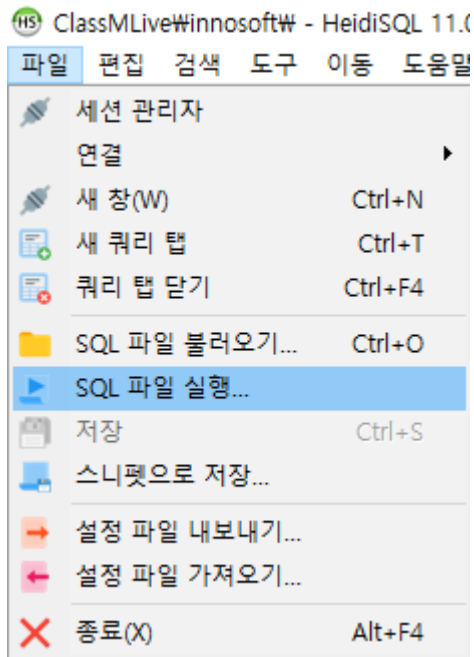 HS ClassMLive₩innosoft₩ - HeidiSQL 11.0
파일 편집 검색 도구 이동 도움말
세션 관리자
연결
새 창(W) Ctrl+N
새 쿼리 탭 Ctrl+T
쿼리 탭 닫기 Ctrl+F4
SQL 파일 불러오기... Ctrl+O
SQL 파일 실행...
저장 Ctrl+S
스니펫으로 저장...
설정 파일 내보내기...
설정 파일 가져오기...
종료(X) Alt+F4